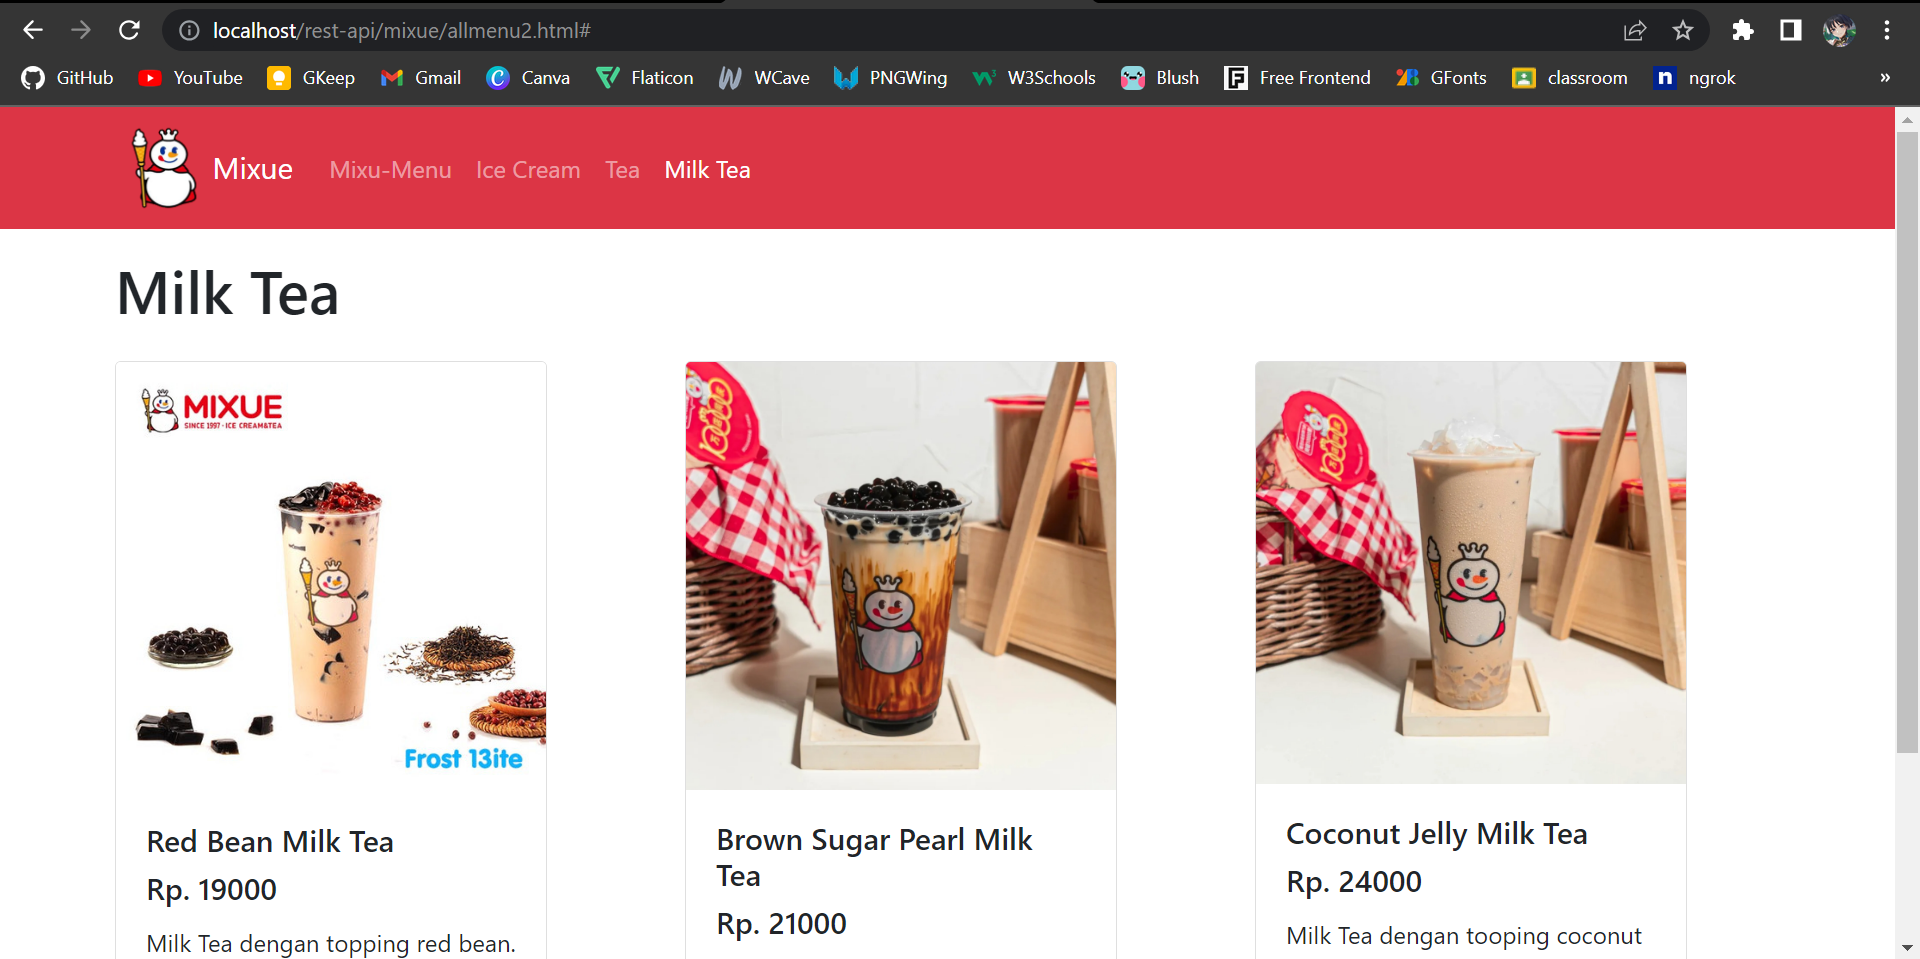 localhost/rest-api/mixue/allmenu2.html#
GitHub YouTube GKeep Gmail Canva Flaticon WCave PNGWing W3Schools Blush Free Frontend GFonts classroom ngrok »
Mixue Mixu-Menu Ice Cream Tea Milk Tea
Milk Tea
MIXUE
SINCE 1997 · ICE CREAM&TEA
Frost 13ite
Red Bean Milk Tea
Rp. 19000
Milk Tea dengan topping red bean.
Brown Sugar Pearl Milk
Tea
Rp. 21000
Coconut Jelly Milk Tea
Rp. 24000
Milk Tea dengan tooping coconut